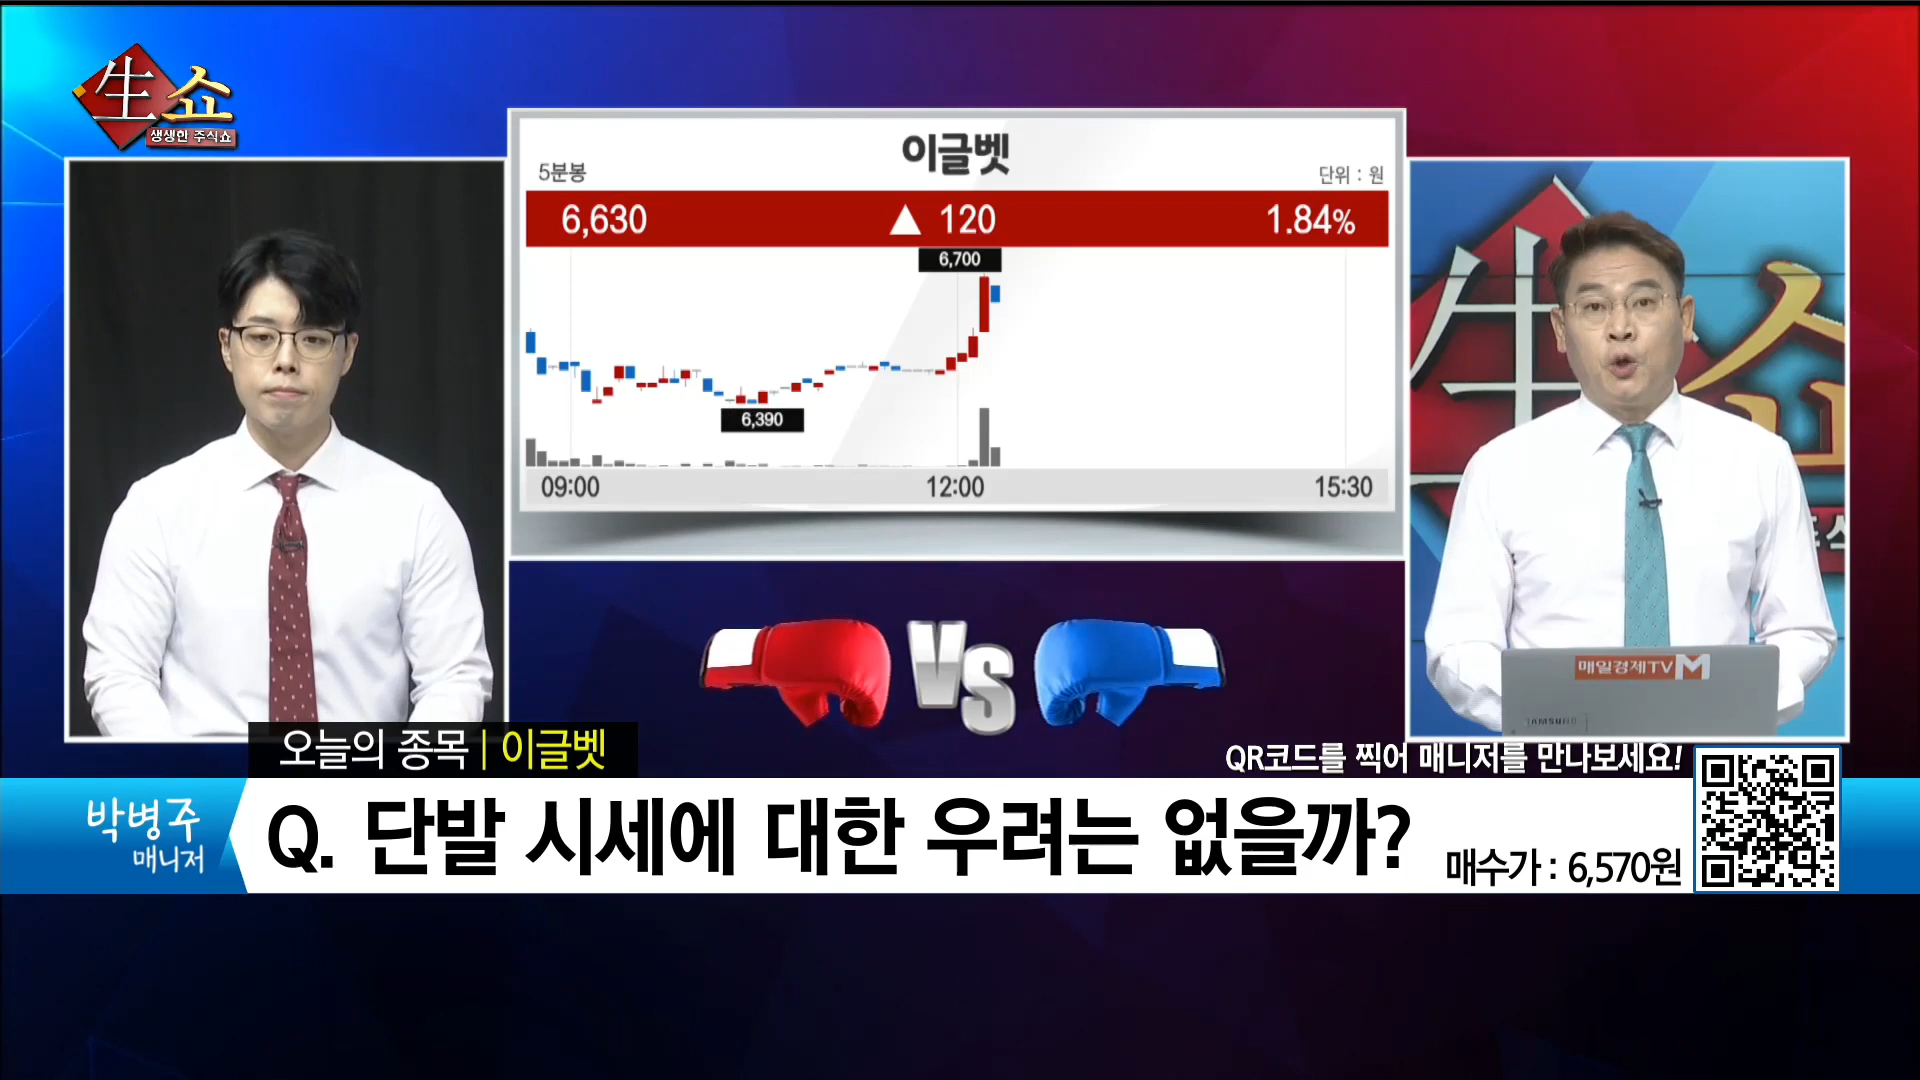 生쇼
생생한 주식쇼
이글벳
5분봉
단위 : 원
6,630 ▲ 120 1.84%
6,700
6,390
09:00 12:00 15:30
VS
生
쇼
매일경제TV M
SAMSUNG
오늘의 종목 | 이글벳
QR코드를 찍어 매니저를 만나보세요!
박병주
매니저
Q. 단발 시세에 대한 우려는 없을까?
매수가 : 6,570원